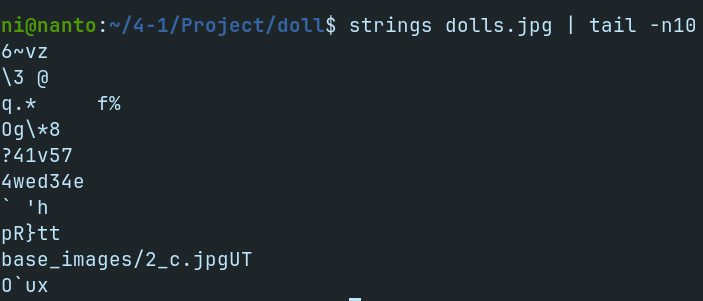 ni@nanto:~/4-1/Project/doll$ strings dolls.jpg | tail -n10
6~vz
\3 @
q.*     f%
Og\*8
?41v57
4wed34e
` 'h
pR}tt
base_images/2_c.jpgUT
O`ux